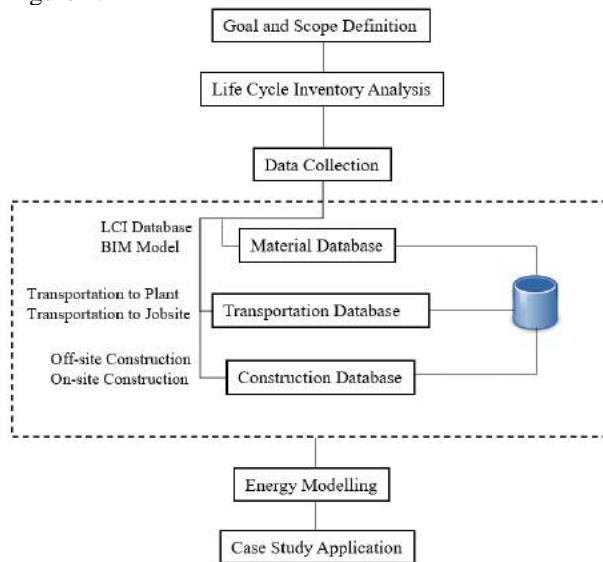 Goal and Scope Definition
Life Cycle Inventory Analysis
Data Collection
LCI Database
BIM Model
Material Database
Transportation to Plant
Transportation to Jobsite
Transportation Database
Off-site Construction
On-site Construction
Construction Database
Energy Modelling
Case Study Application